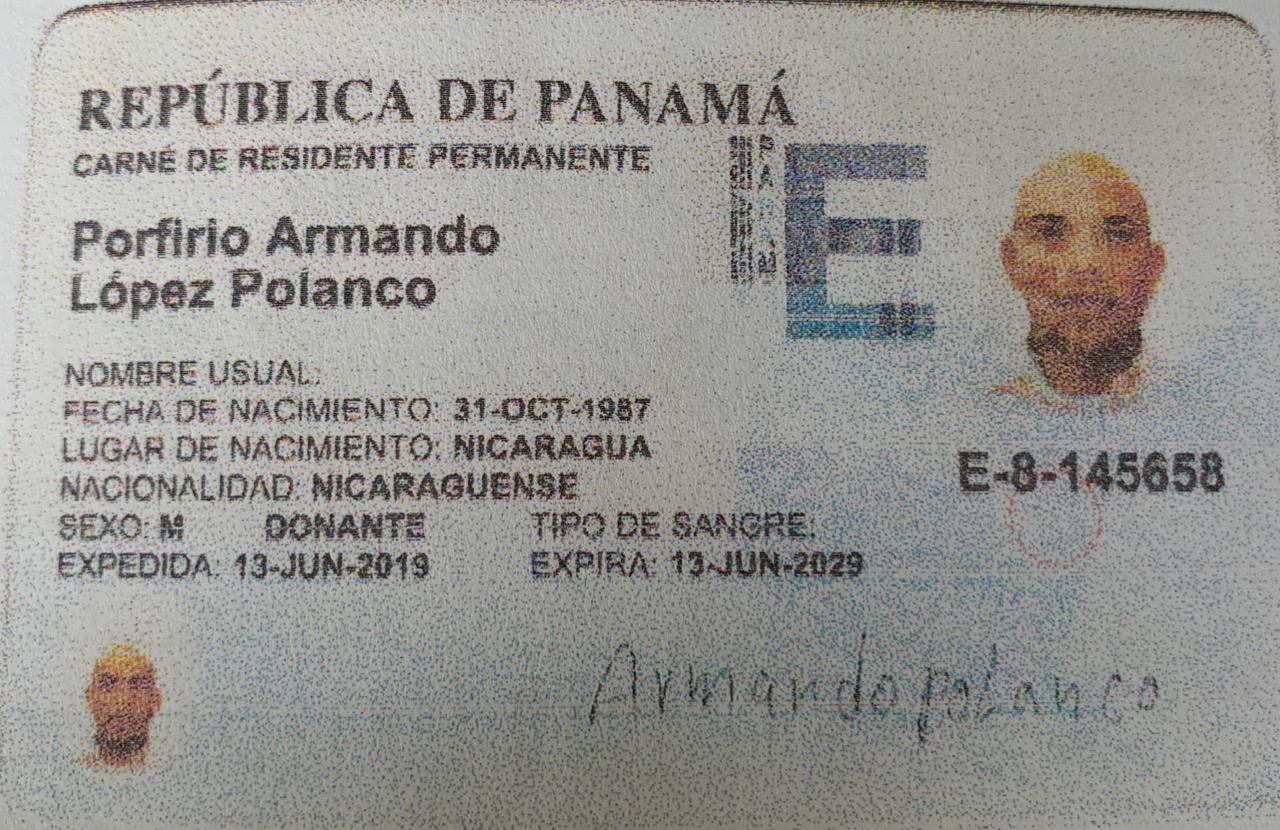 REPÚBLICA DE PANAMÁ
CARNÉ DE RESIDENTE PERMANENTE
E
Porfirio Armando
López Polanco
NOMBRE USUAL:
FECHA DE NACIMIENTO: 31-OCT-1987
LUGAR DE NACIMIENTO: NICARAGUA
NACIONALIDAD: NICARAGUENSE
E-8-145658
SEXO: M DONANTE TIPO DE SANGRE:
EXPEDIDA: 13-JUN-2019 EXPIRA: 13-JUN-2029
Armando polanco